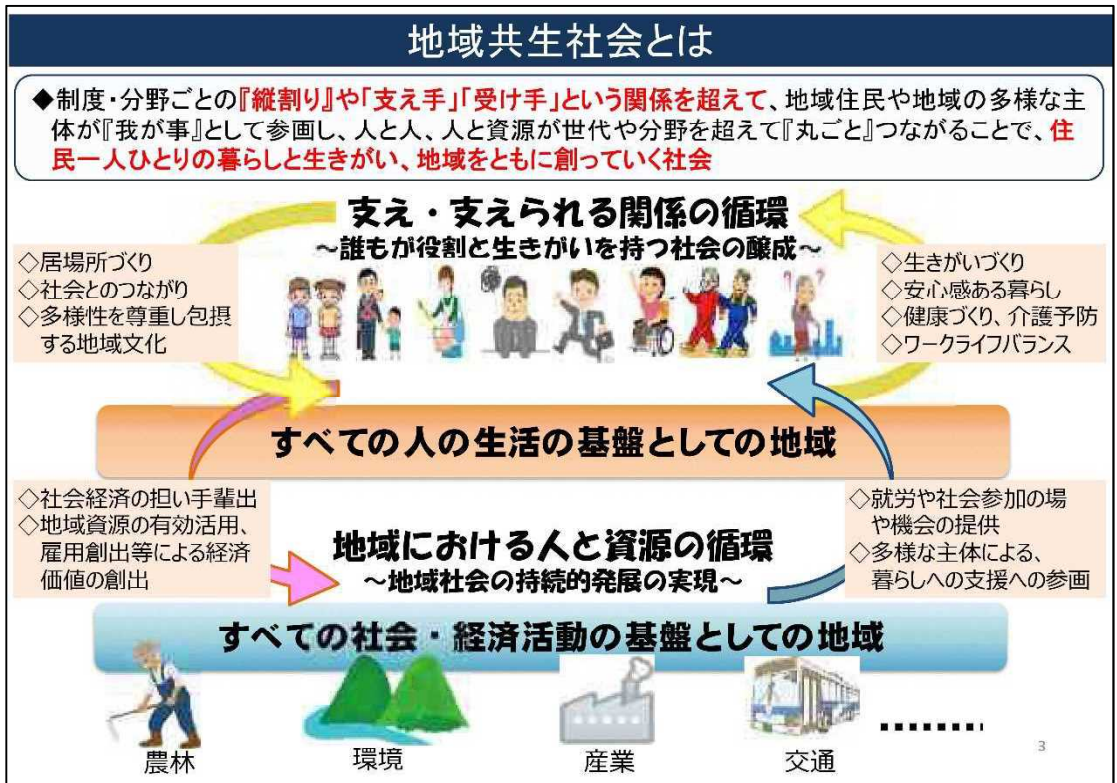 地域共生社会とは
◆制度・分野ごとの『縦割り』や「支え手」「受け手」という関係を超えて、地域住民や地域の多様な主
体が『我が事』として参画し、人と人、人と資源が世代や分野を超えて『丸ごと』つながることで、住
民一人ひとりの暮らしと生きがい、地域をともに創っていく社会
支え・支えられる関係の循環
～誰もが役割と生きがいを持つ社会の醸成～
◇居場所づくり
◇社会とのつながり
◇多様性を尊重し包摂
する地域文化
◇生きがいづくり
◇安心感ある暮らし
◇健康づくり、介護予防
◇ワークライフバランス
すべての人の生活の基盤としての地域
◇社会経済の担い手輩出
◇地域資源の有効活用、
雇用創出等による経済
価値の創出
地域における人と資源の循環
～地域社会の持続的発展の実現～
◇就労や社会参加の場
や機会の提供
◇多様な主体による、
暮らしへの支援への参画
すべての社会・経済活動の基盤としての地域
農林
環境
産業
交通
3